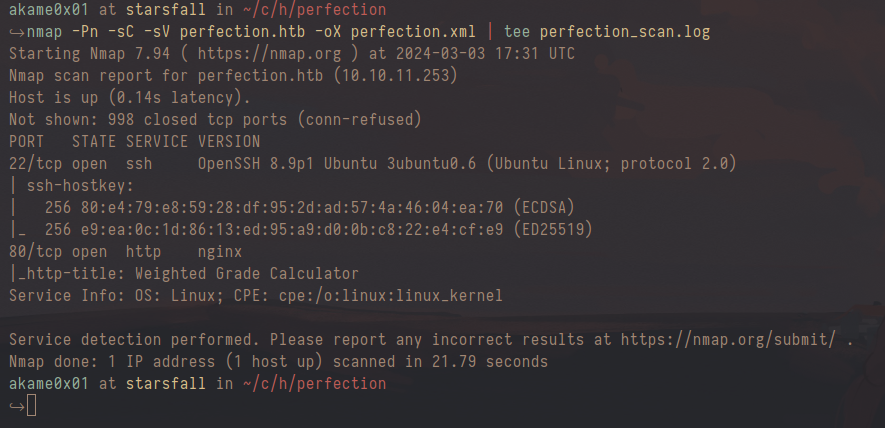 akame0x01 at starsfall in ~/c/h/perfection
↪nmap -Pn -sC -sV perfection.htb -oX perfection.xml | tee perfection_scan.log
Starting Nmap 7.94 ( https://nmap.org ) at 2024-03-03 17:31 UTC
Nmap scan report for perfection.htb (10.10.11.253)
Host is up (0.14s latency).
Not shown: 998 closed tcp ports (conn-refused)
PORT   STATE SERVICE VERSION
22/tcp open  ssh     OpenSSH 8.9p1 Ubuntu 3ubuntu0.6 (Ubuntu Linux; protocol 2.0)
| ssh-hostkey:
|   256 80:e4:79:e8:59:28:df:95:2d:ad:57:4a:46:04:ea:70 (ECDSA)
|_  256 e9:ea:0c:1d:86:13:ed:95:a9:d0:0b:c8:22:e4:cf:e9 (ED25519)
80/tcp open  http    nginx
|_http-title: Weighted Grade Calculator
Service Info: OS: Linux; CPE: cpe:/o:linux:linux_kernel
Service detection performed. Please report any incorrect results at https://nmap.org/submit/ .
Nmap done: 1 IP address (1 host up) scanned in 21.79 seconds
akame0x01 at starsfall in ~/c/h/perfection
↪